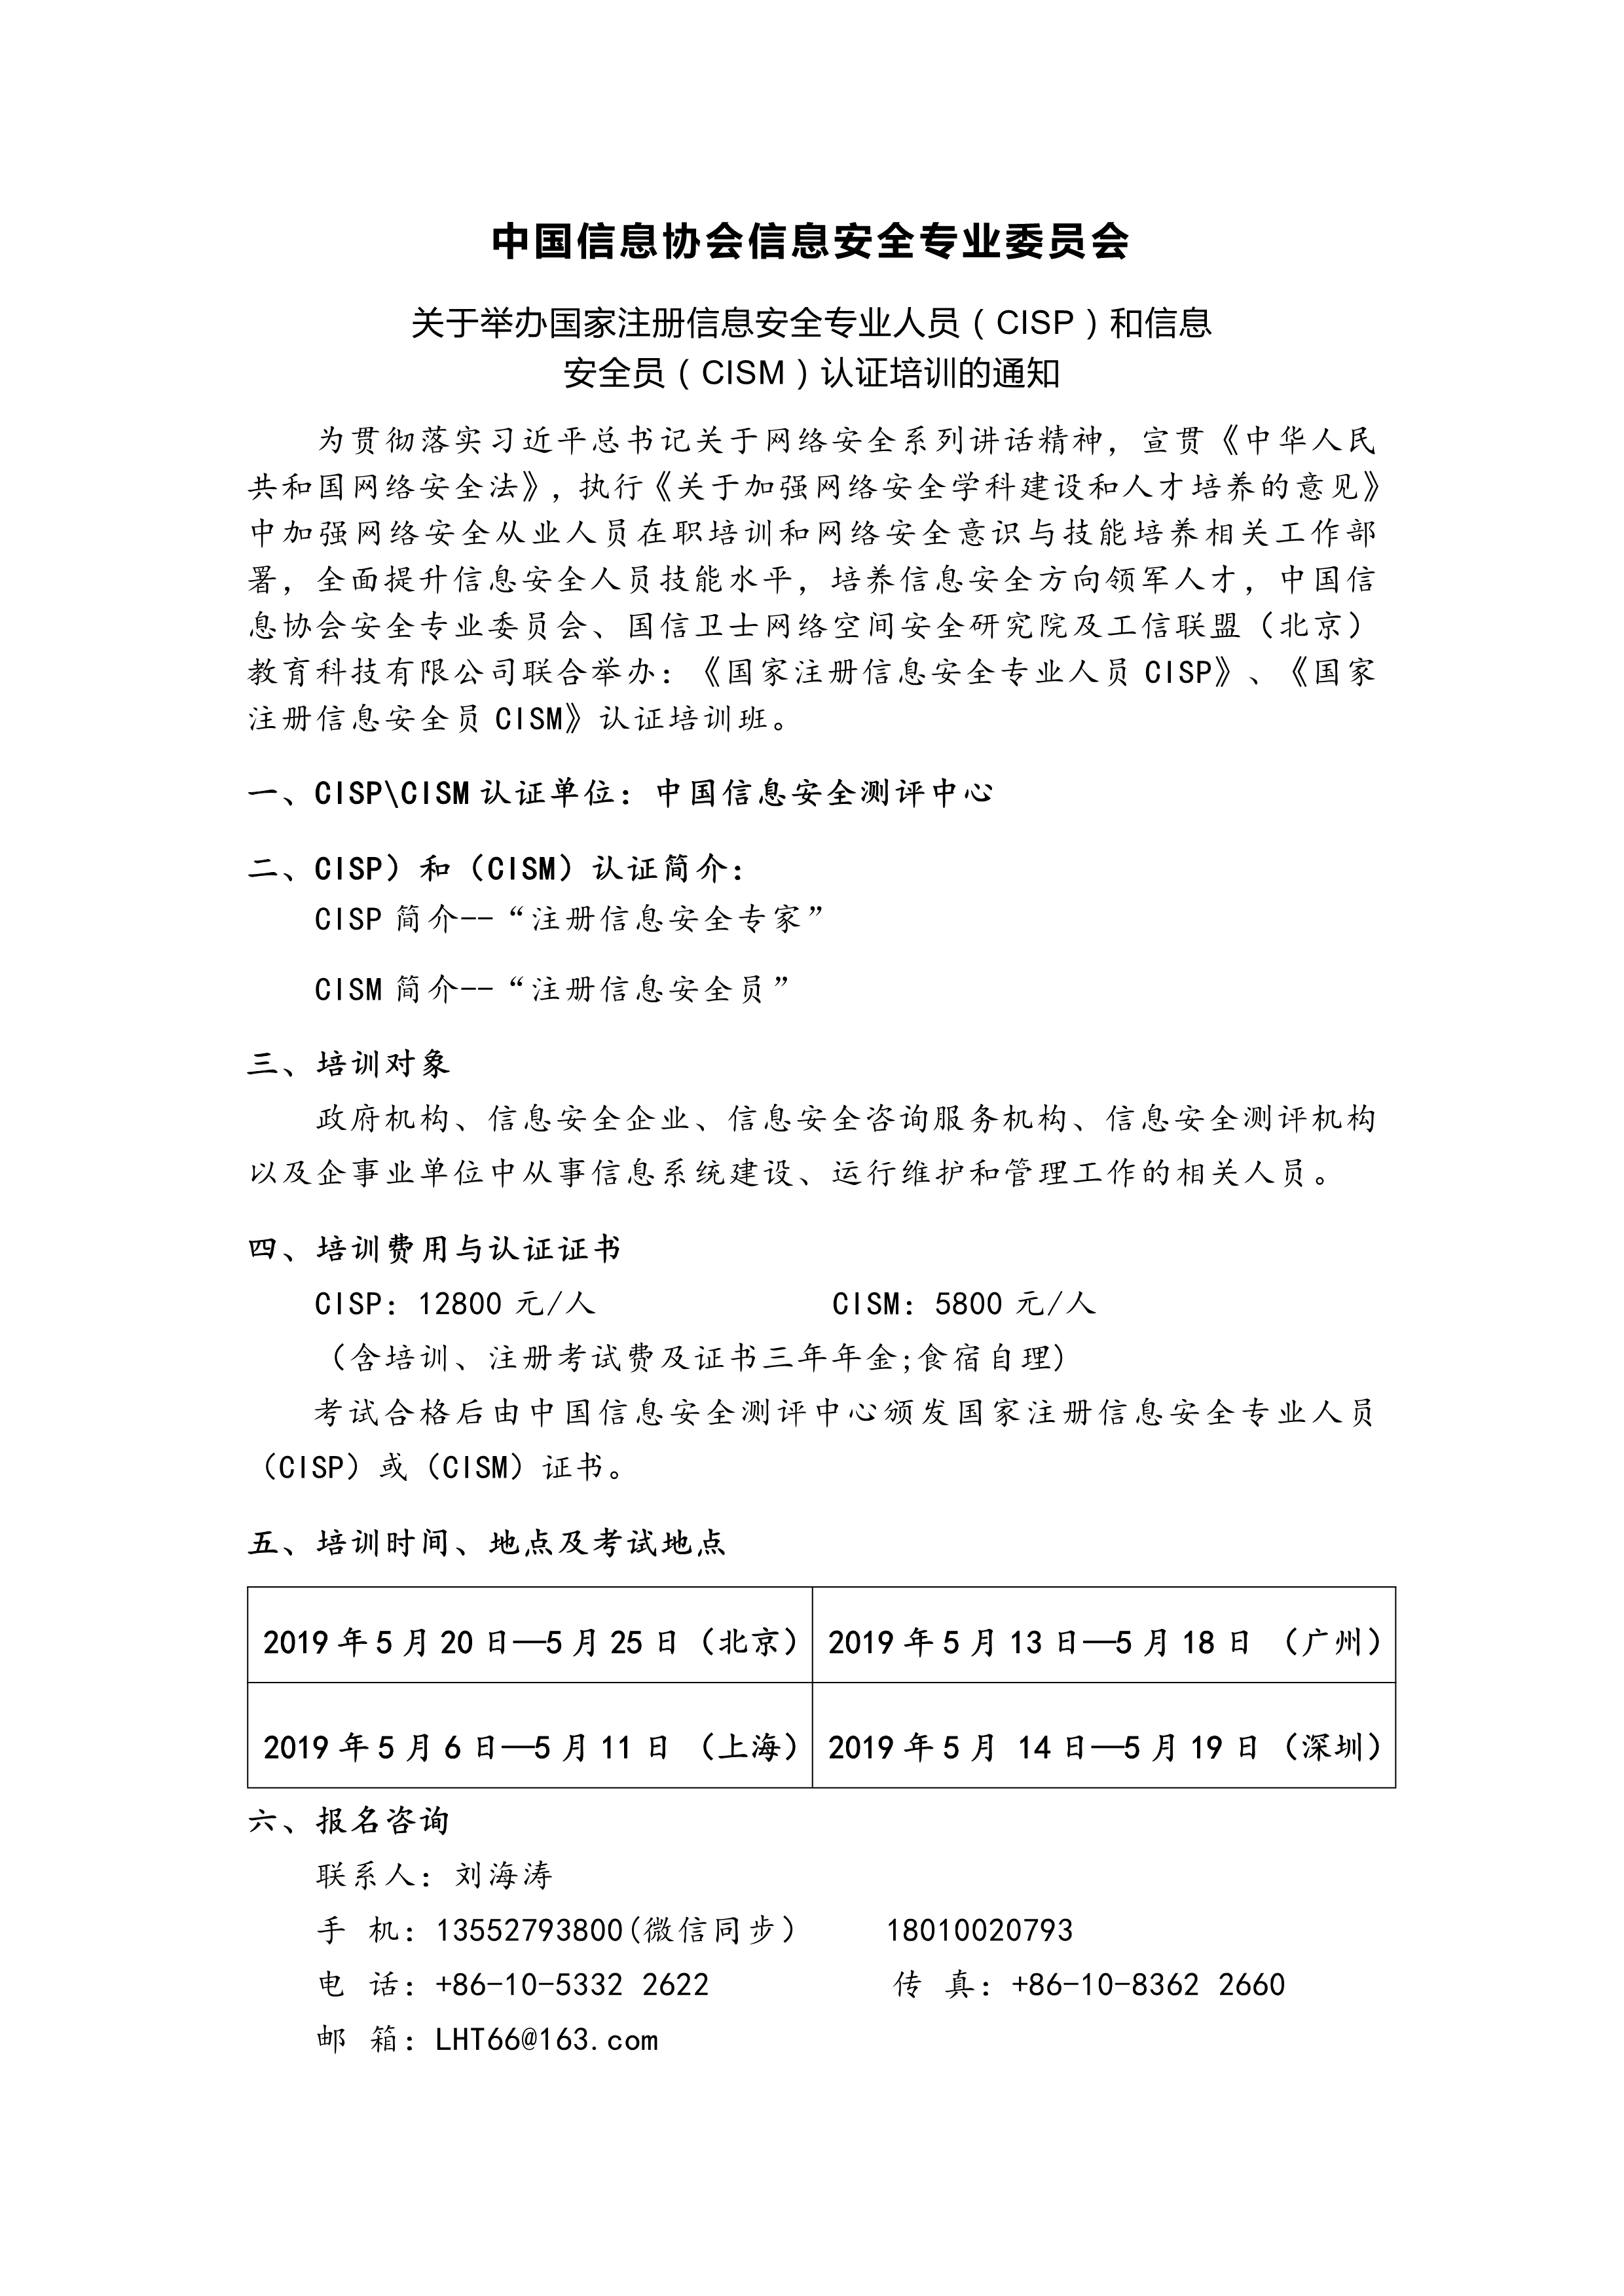 中国信息协会信息安全专业委员会
关于举办国家注册信息安全专业人员（CISP）和信息
安全员（CISM）认证培训的通知
为贯彻落实习近平总书记关于网络安全系列讲话精神，宣贯《中华人民
共和国网络安全法》，执行《关于加强网络安全学科建设和人才培养的意见》
中加强网络安全从业人员在职培训和网络安全意识与技能培养相关工作部
署，全面提升信息安全人员技能水平，培养信息安全方向领军人才，中国信
息协会安全专业委员会、国信卫士网络空间安全研究院及工信联盟（北京）
教育科技有限公司联合举办：《国家注册信息安全专业人员 CISP》、《国家
注册信息安全员 CISM》认证培训班。
一、CISP\CISM 认证单位：中国信息安全测评中心
二、CISP）和（CISM）认证简介：
CISP 简介--“注册信息安全专家”
CISM 简介--“注册信息安全员”
三、培训对象
政府机构、信息安全企业、信息安全咨询服务机构、信息安全测评机构
以及企事业单位中从事信息系统建设、运行维护和管理工作的相关人员。
四、培训费用与认证证书
CISP：12800 元/人 CISM：5800 元/人
（含培训、注册考试费及证书三年年金;食宿自理)
考试合格后由中国信息安全测评中心颁发国家注册信息安全专业人员
（CISP）或（CISM）证书。
五、培训时间、地点及考试地点
2019 年 5 月 20 日—5 月 25 日（北京） 2019 年 5 月 13 日—5 月 18 日 （广州）
2019 年 5 月 6 日—5 月 11 日 （上海） 2019 年 5 月 14 日—5 月 19 日（深圳）
六、报名咨询
联系人：刘海涛
手 机：13552793800(微信同步） 18010020793
电 话：+86-10-5332 2622 传 真：+86-10-8362 2660
邮 箱：LHT66@163.com